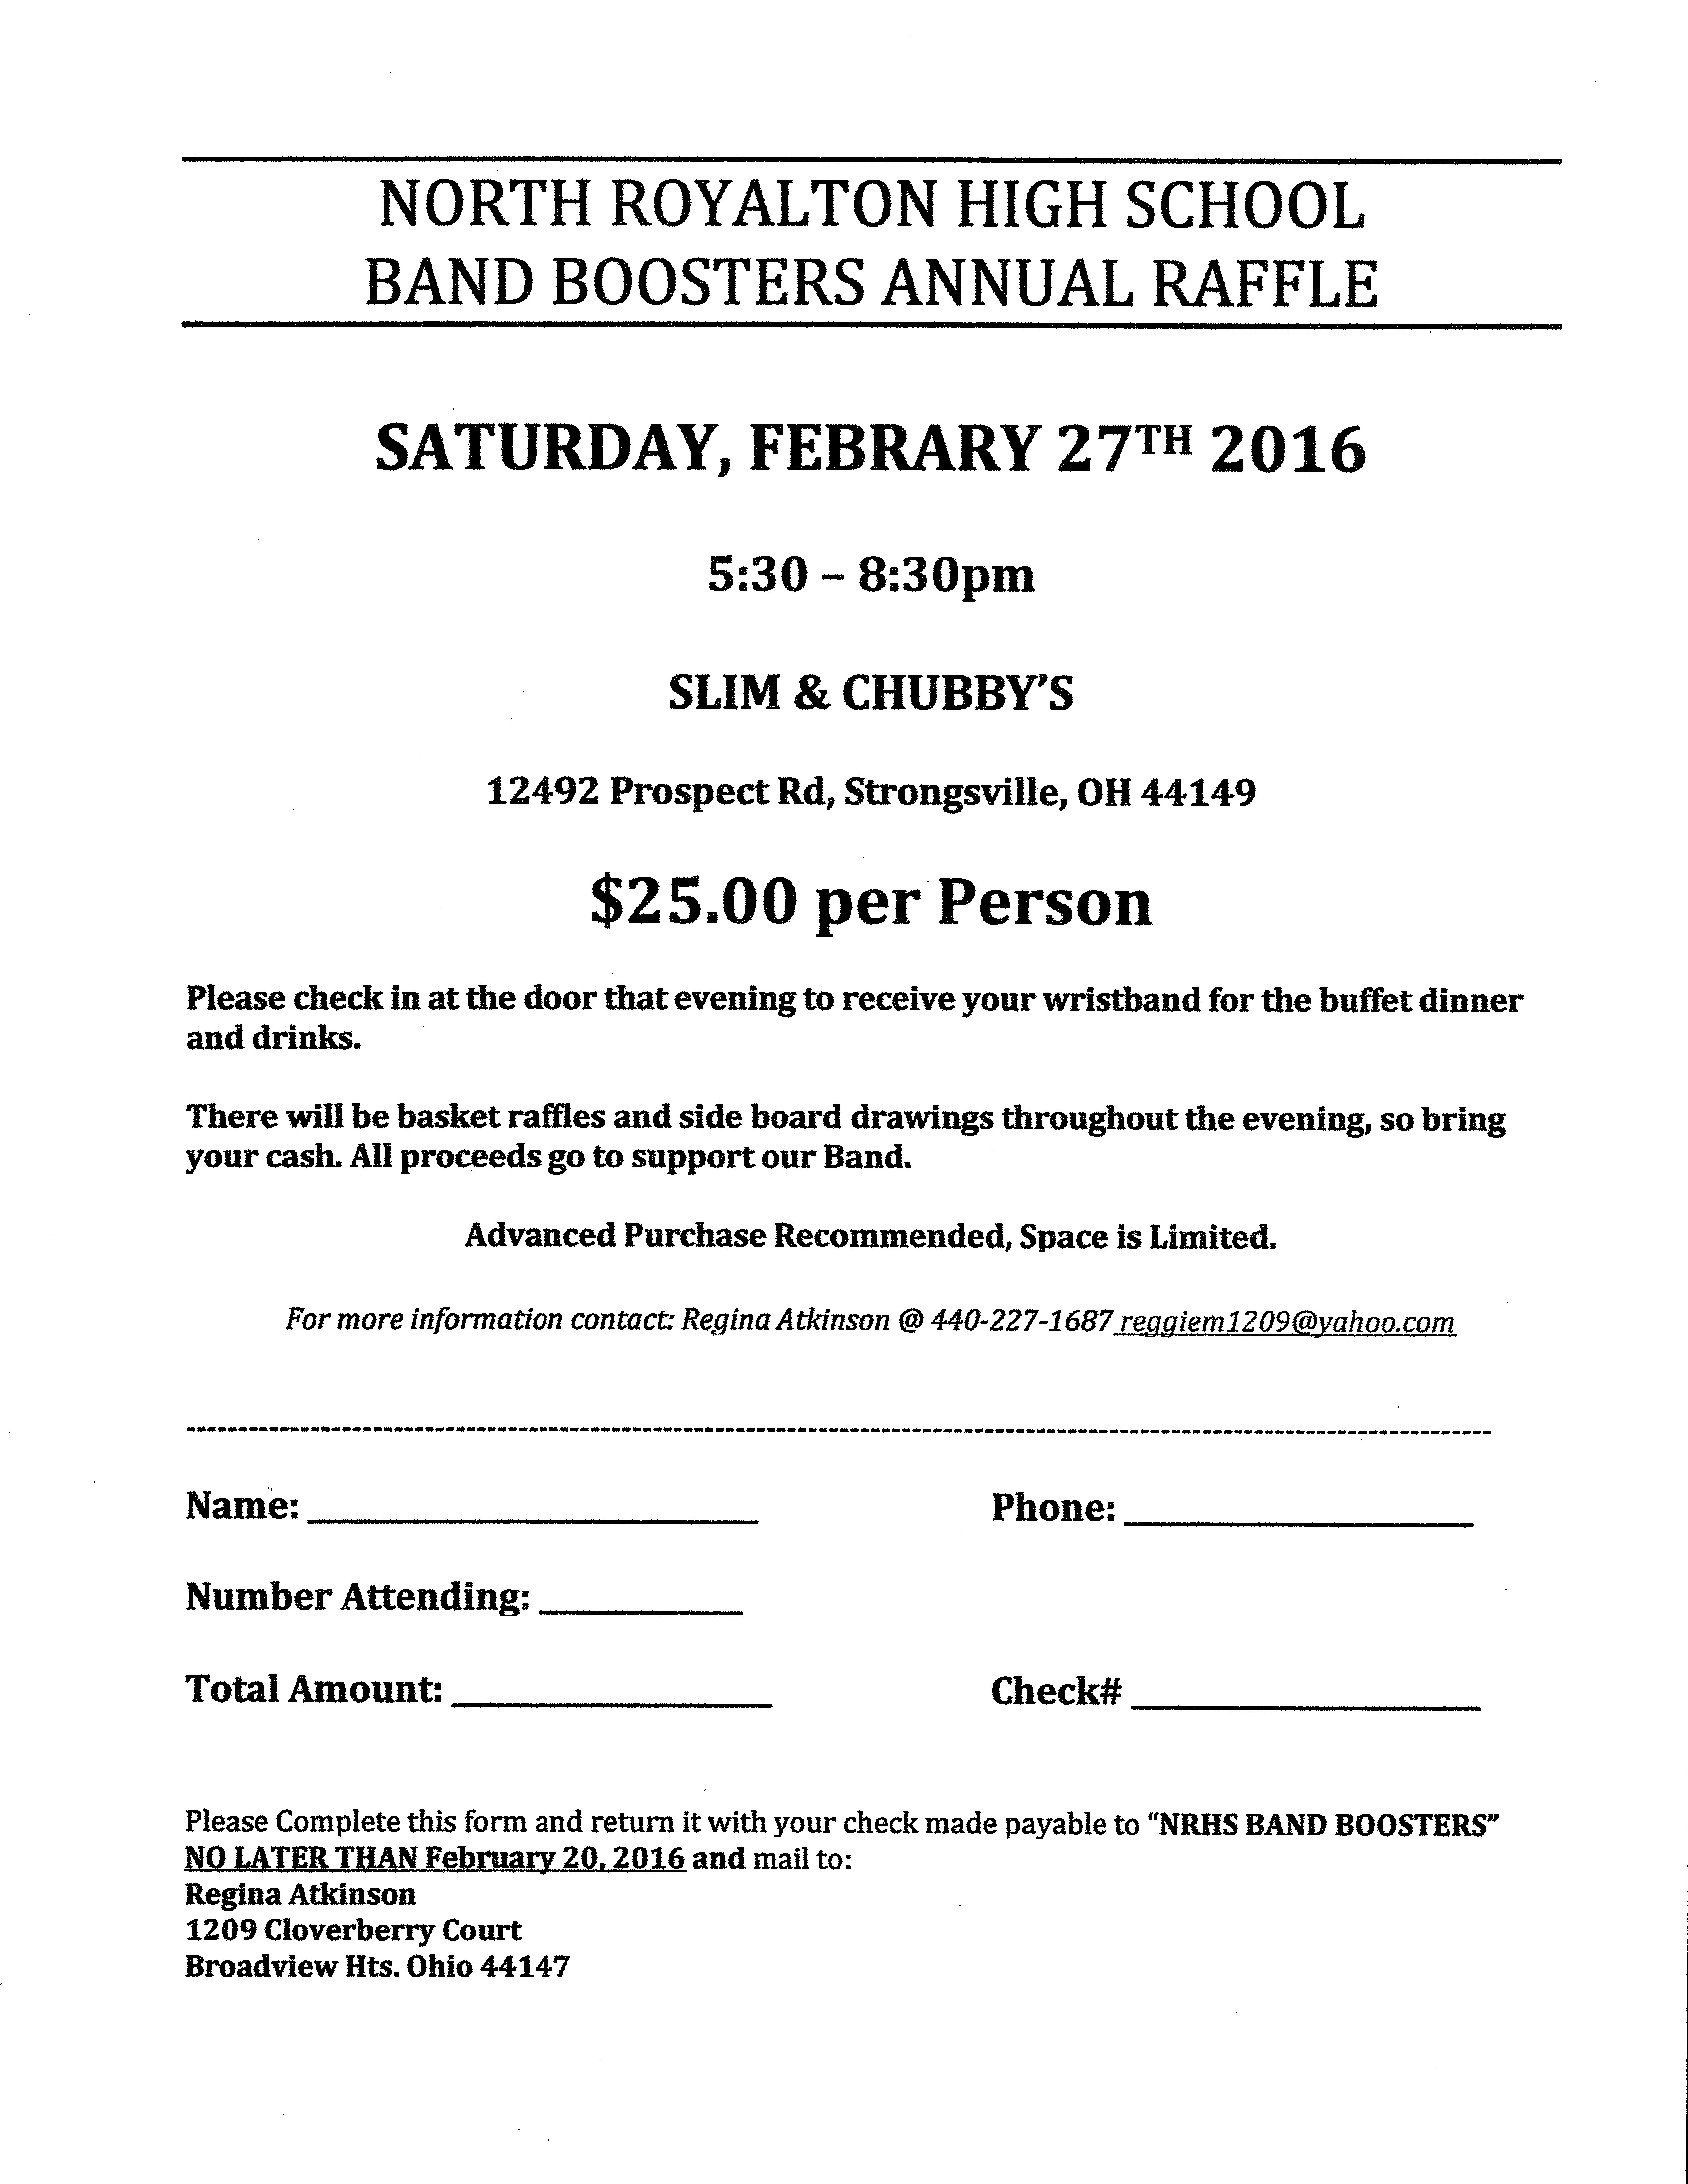 NORTH ROYALTON HIGH SCHOOL
BAND BOOSTERS ANNUAL RAFFLE
SATURDAY, FEBRARY 27TH 2016
5:30 – 8:30pm
SLIM & CHUBBY'S
12492 Prospect Rd, Strongsville, OH 44149
$25.00 per Person
Please check in at the door that evening to receive your wristband for the buffet dinner
and drinks.
There will be basket raffles and side board drawings throughout the evening, so bring
your cash. All proceeds go to support our Band.
Advanced Purchase Recommended, Space is Limited.
For more information contact: Regina Atkinson @ 440-227-1687 reggiem1209@yahoo.com
Name: Phone:
Number Attending:
Total Amount: Check#
Please Complete this form and return it with your check made payable to “NRHS BAND BOOSTERS”
NO LATER THAN February 20, 2016 and mail to:
Regina Atkinson
1209 Cloverberry Court
Broadview Hts. Ohio 44147